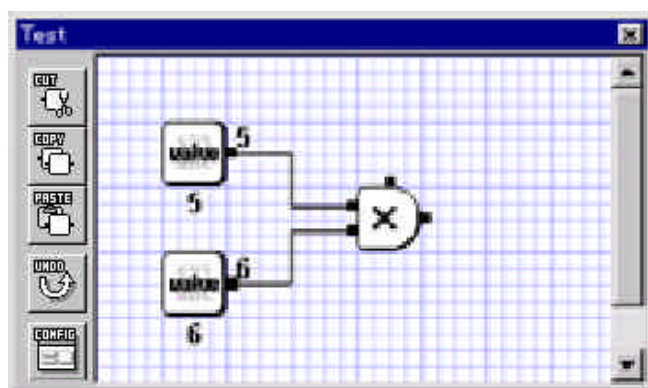 Test
CUT
COPY
PASTE
UNDO
CONFIG
value
5
5
value
6
6
X